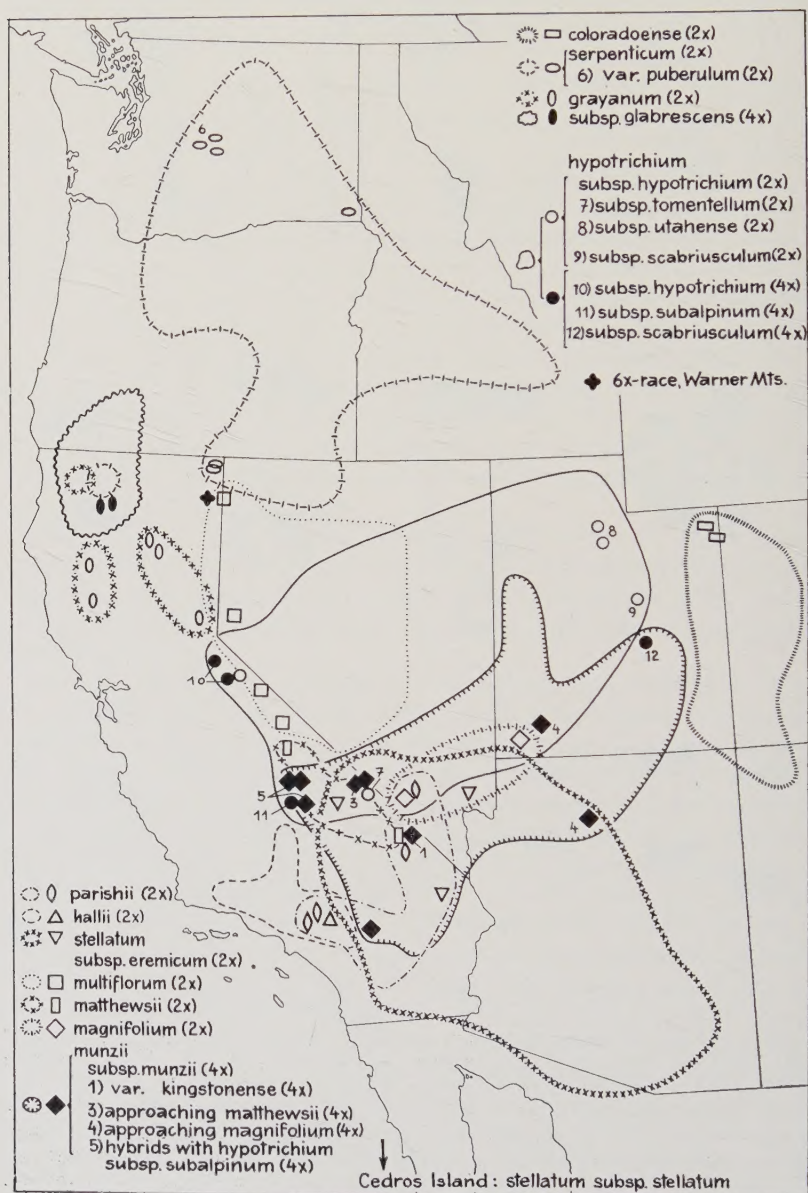 coloradoense (2x)
serpenticum (2x)
6) var. puberulum (2x)
grayanum (2x)
subsp. glabrescens (4x)
hypotrichium
subsp. hypotrichium (2x)
7) subsp. tomentellum (2x)
8) subsp. utahense (2x)
9) subsp. scabriusculum (2x)
10) subsp. hypotrichium (4x)
11) subsp. subalpinum (4x)
12) subsp. scabriusculum (4x)
6x-race, Warner Mts.
6
8
9
12
10
4
7
5
3
11
4
1
parishii (2x)
hallii (2x)
stellatum
subsp. eremicum (2x)
multiflorum (2x)
matthewsii (2x)
magnifolium (2x)
munzii
subsp. munzii (4x)
1) var. kingstonense (4x)
3) approaching matthewsii (4x)
4) approaching magnifolium (4x)
5) hybrids with hypotrichium
subsp. subalpinum (4x)
Cedros Island : stellatum subsp. stellatum